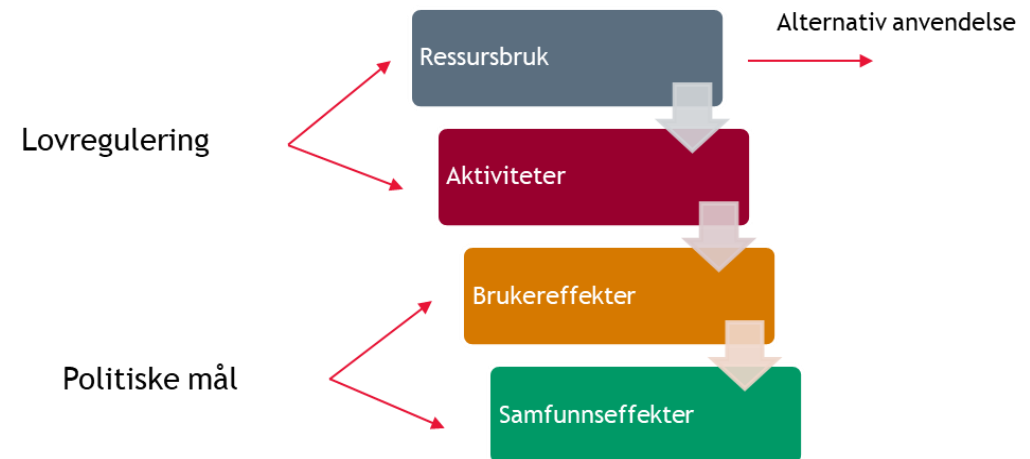 Alternativ anvendelse
Ressursbruk
Lovregulering
Aktiviteter
Brukereffekter
Politiske mål
Samfunnseffekter